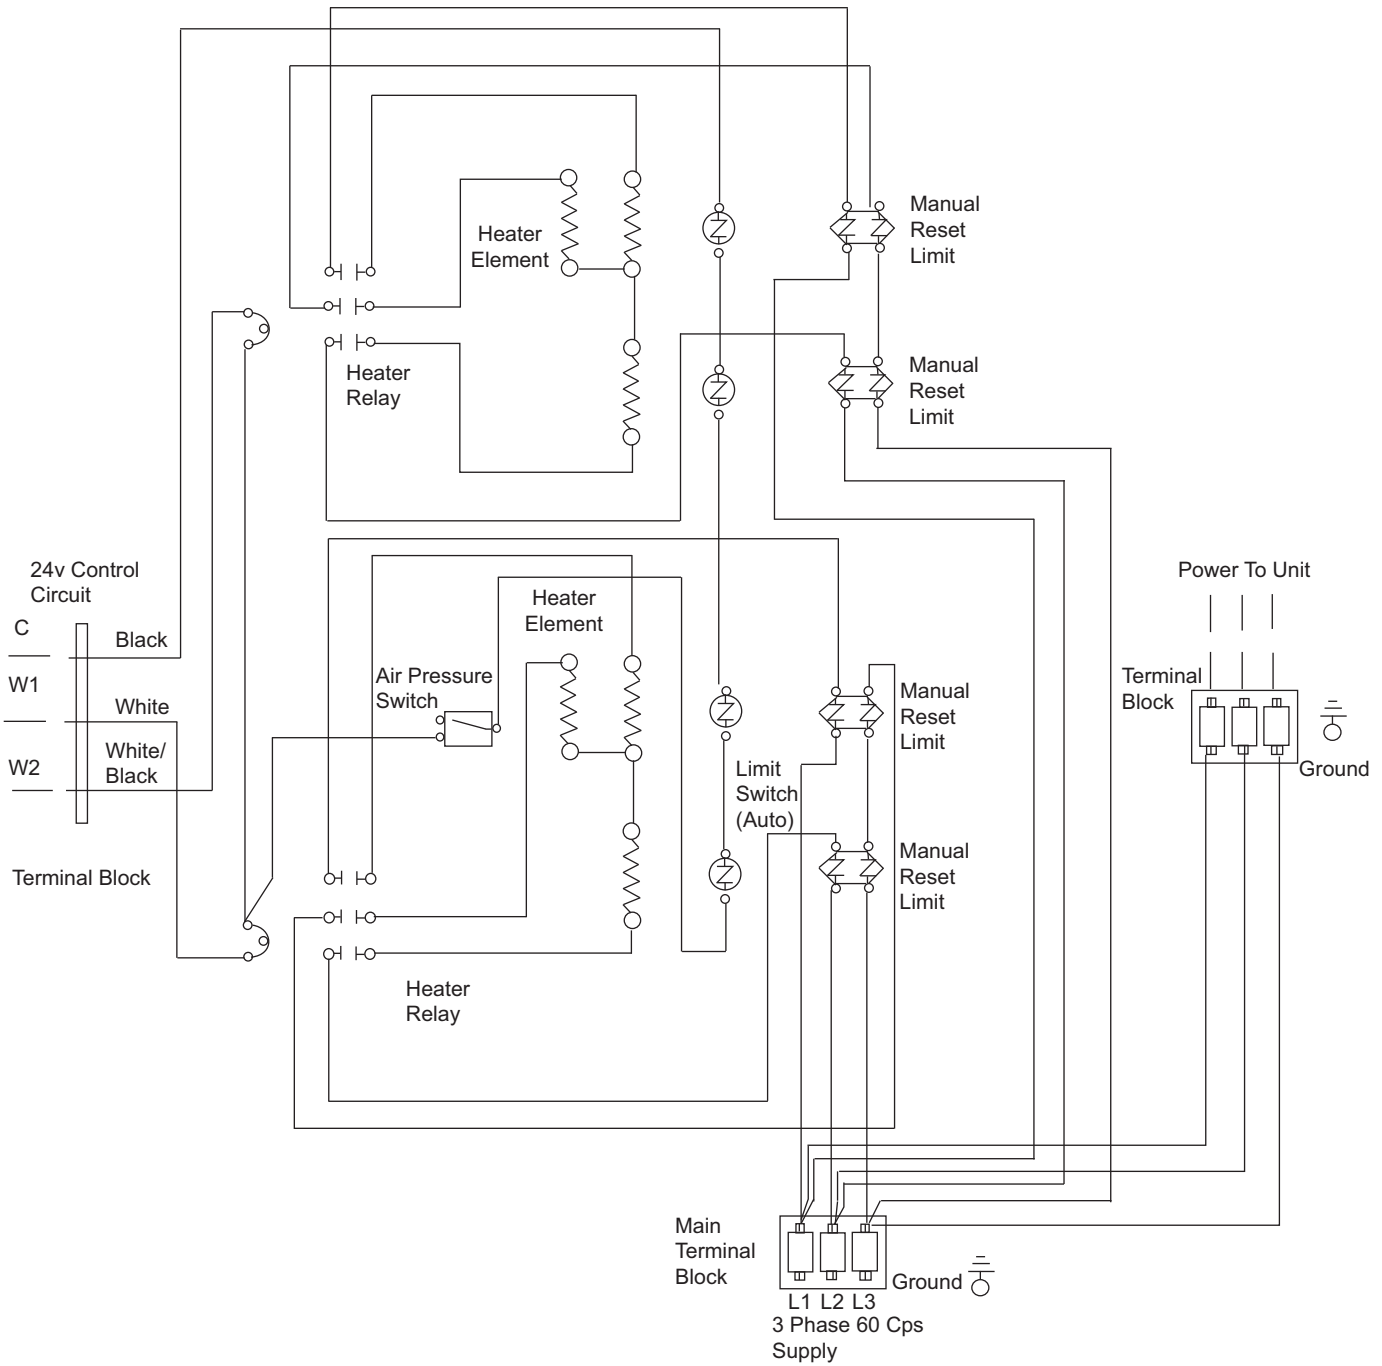 Manual
Reset
Limit
Heater
Element
Heater
Relay
Manual
Reset
Limit
24v Control
Circuit
C
Black
W1
White
White/
Black
W2
Terminal Block
Heater
Element
Air Pressure
Switch
Manual
Reset
Limit
Limit
Switch
(Auto)
Manual
Reset
Limit
Heater
Relay
Power To Unit
Terminal
Block
Ground
Main
Terminal
Block
Ground
L1 L2 L3
3 Phase 60 Cps
Supply